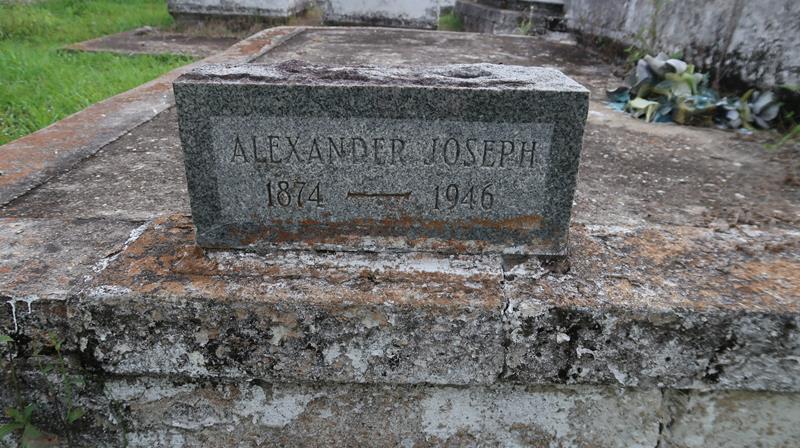 ALEXANDER JOSEPH
1874 — 1946